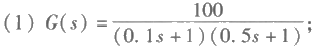 (1) G(s) = 100 / (0.1s+1)(0.5s+1);